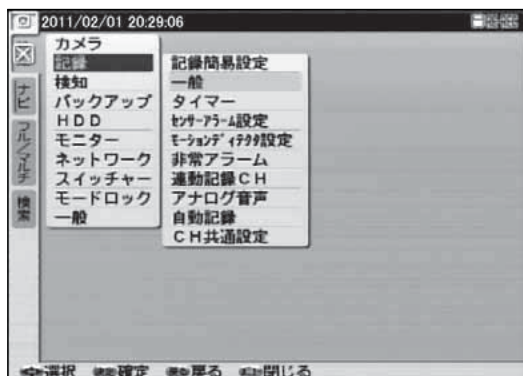 2011/02/01 20:29:06
カメラ
記録
検知
バックアップ
HDD
モニター
ネットワーク
スイッチャー
モードロック
一般
記録簡易設定
一般
タイマー
ｾﾝｻｰｱﾗｰﾑ設定
ﾓｰｼｮﾝﾃﾞｨﾃｸﾀ設定
非常アラーム
連動記録CH
アナログ音声
自動記録
CH共通設定
ナビ
フル/マルチ
検索
選択 確定 戻る 閉じる